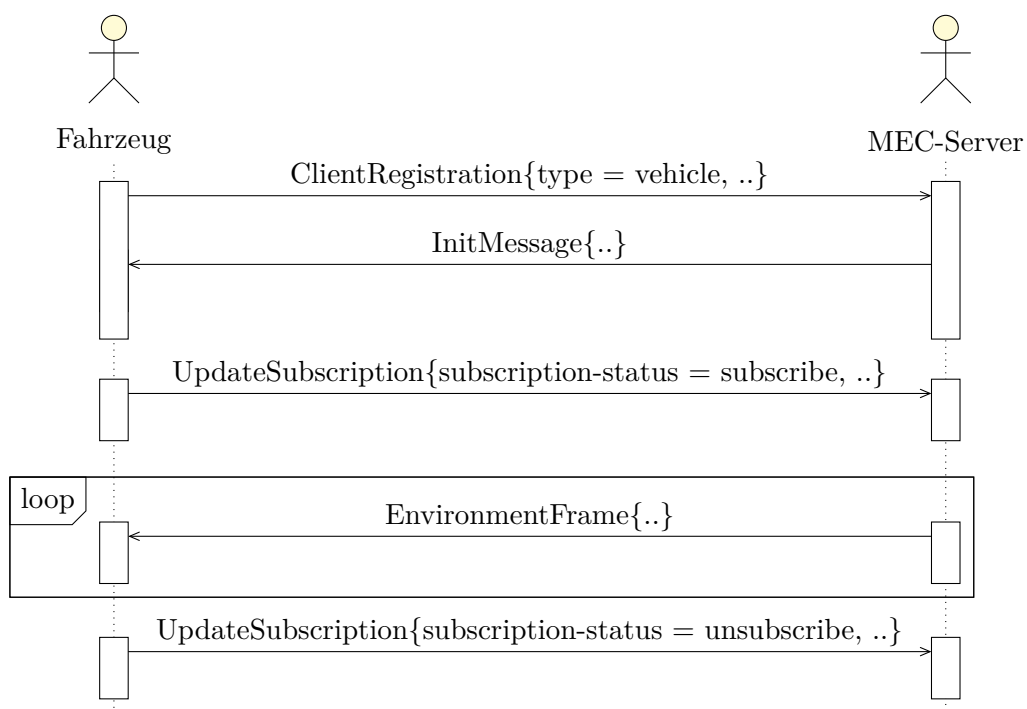 Fahrzeug
MEC-Server
ClientRegistration{type = vehicle, ..}
InitMessage{..}
UpdateSubscription{subscription-status = subscribe, ..}
loop
EnvironmentFrame{..}
UpdateSubscription{subscription-status = unsubscribe, ..}